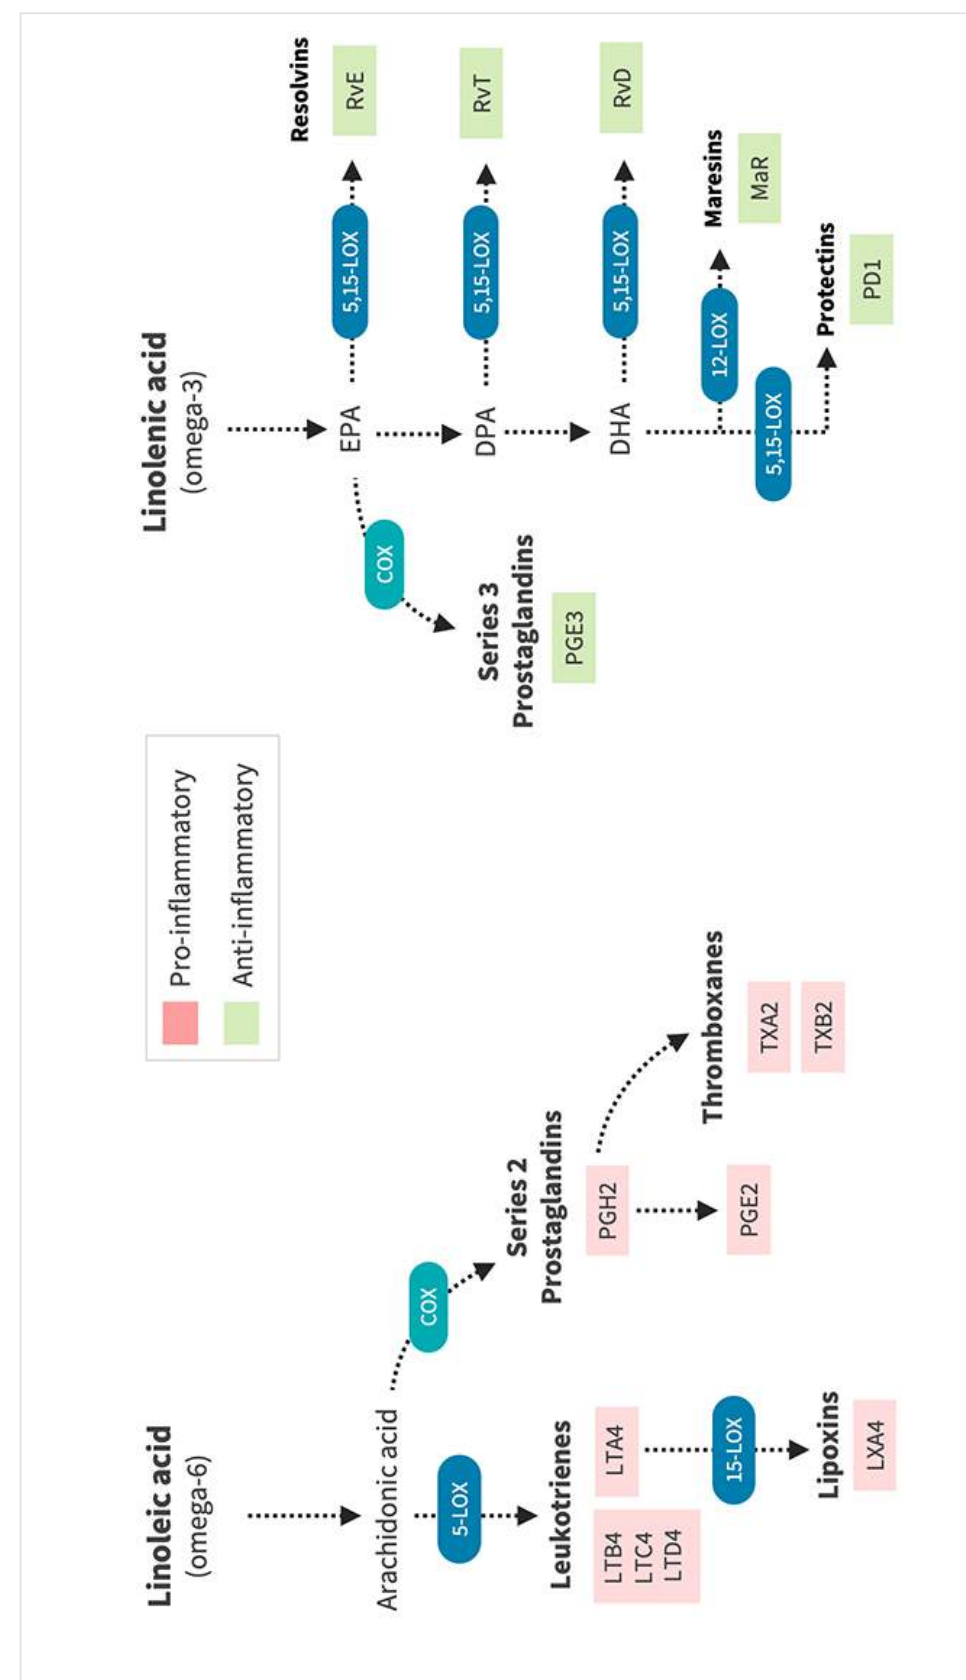 Linoleic acid
(omega-6)
Arachidonic acid
5-LOX
COX
Leukotrienes
LTB4
LTC4
LTD4
LTA4
15-LOX
Lipoxins
LXA4
Series 2
Prostaglandins
PGH2
PGE2
Thromboxanes
TXA2
TXB2
Pro-inflammatory
Anti-inflammatory
Linolenic acid
(omega-3)
EPA
COX
Series 3
Prostaglandins
PGE3
5,15-LOX
Resolvins
RvE
DPA
5,15-LOX
RvT
DHA
5,15-LOX
RvD
12-LOX
Maresins
MaR
5,15-LOX
Protectins
PD1